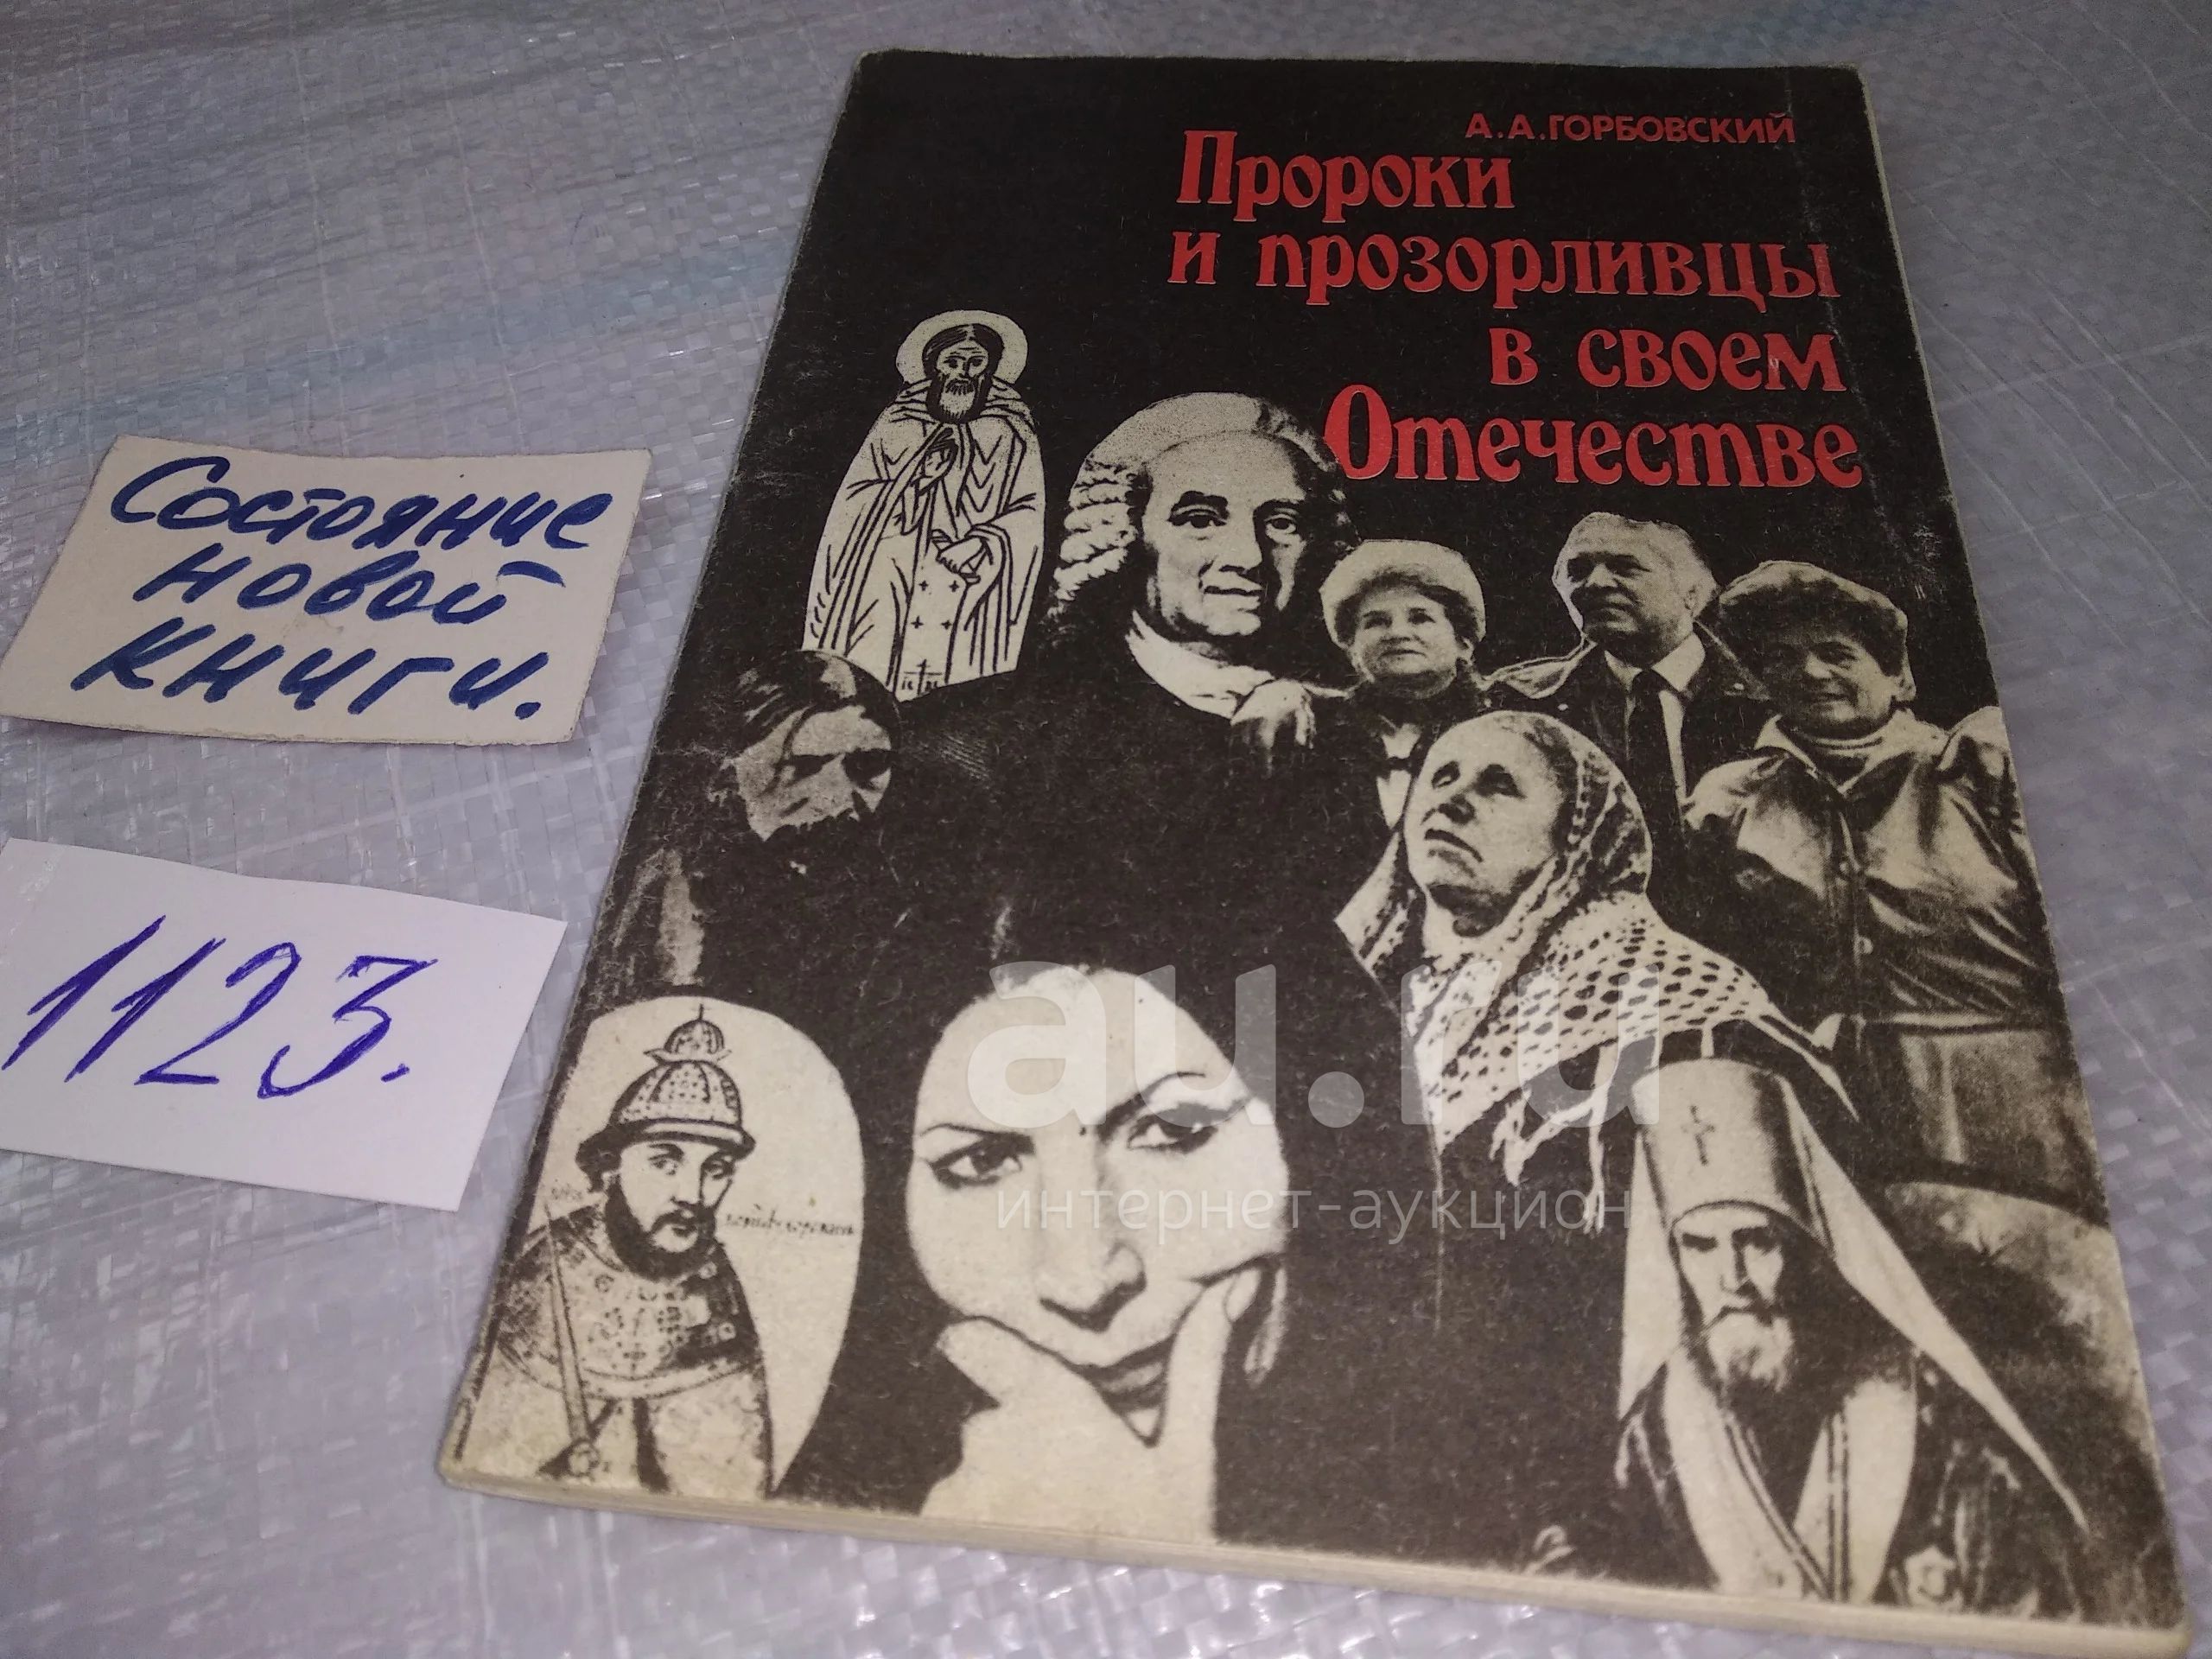 А.А.ГОРБОВСКИЙ
Пророки
и прозорливцы
в своем
Отечестве
Состояние
новой
книги.
1123.
au.ru
интернет-аукцион